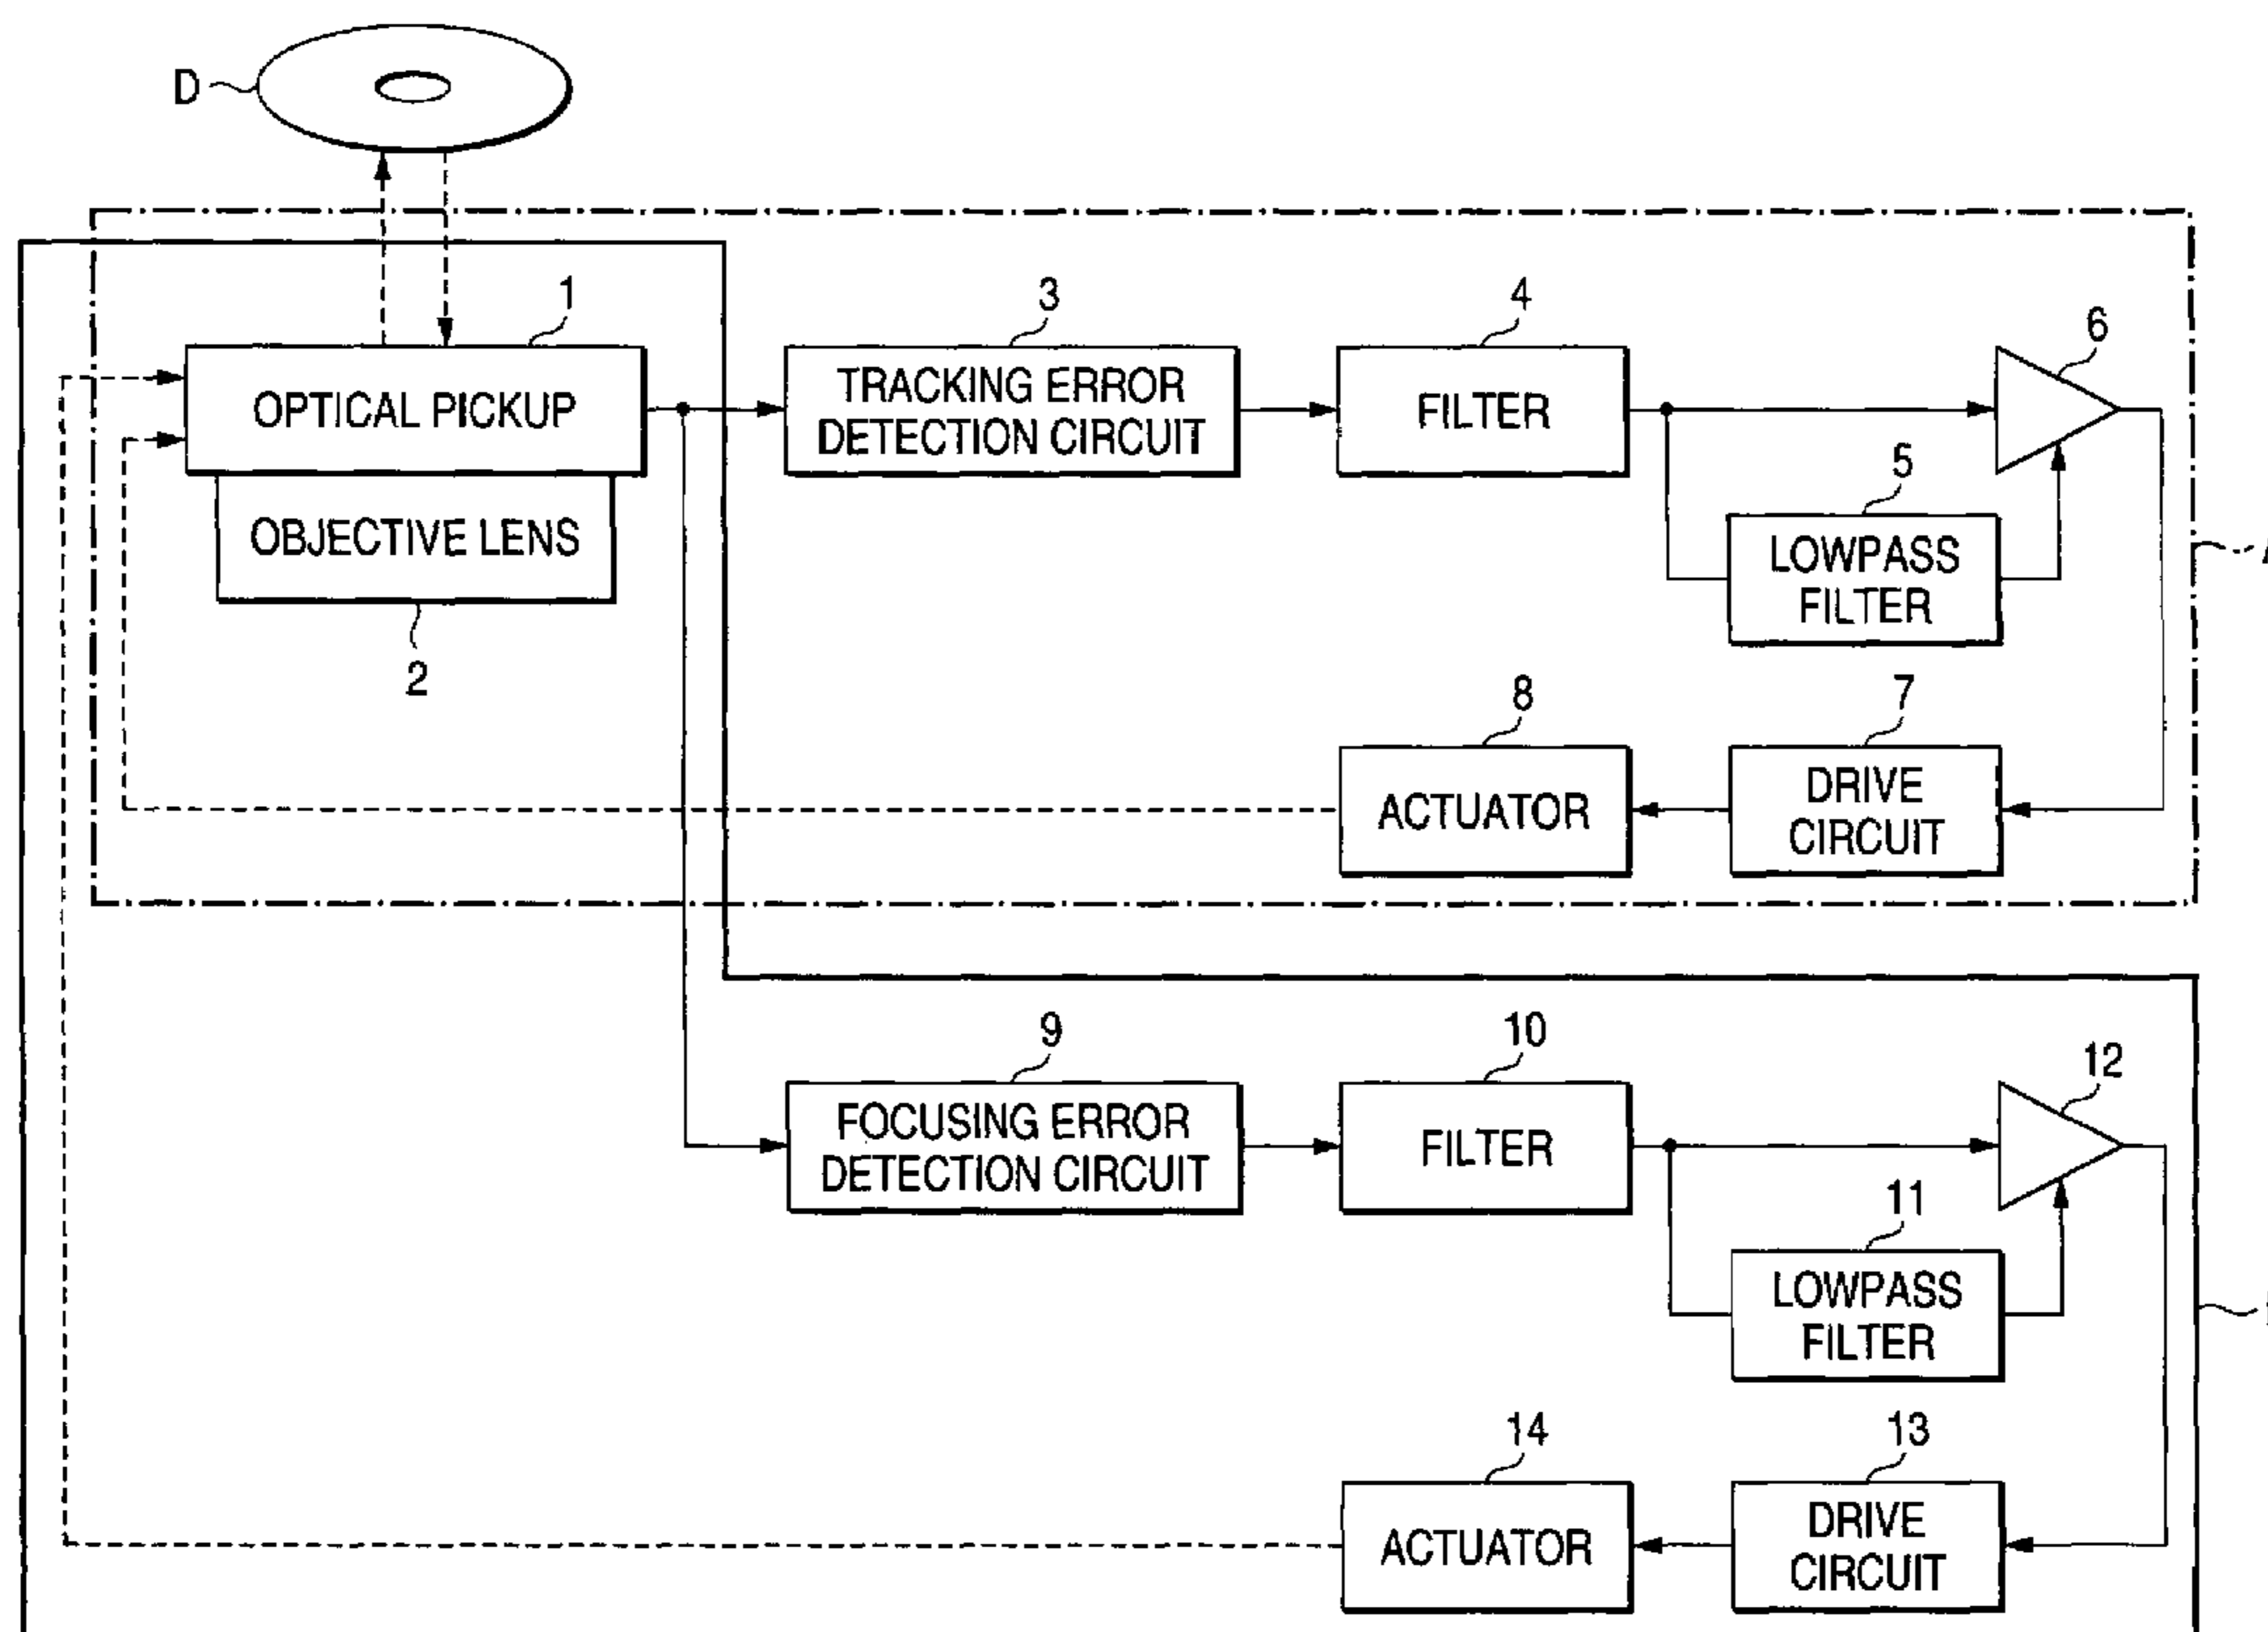 D
1
OPTICAL PICKUP
OBJECTIVE LENS
2
3
TRACKING ERROR
DETECTION CIRCUIT
4
FILTER
6
5
LOWPASS
FILTER
8
ACTUATOR
7
DRIVE
CIRCUIT
9
FOCUSING ERROR
DETECTION CIRCUIT
10
FILTER
12
11
LOWPASS
FILTER
14
ACTUATOR
13
DRIVE
CIRCUIT